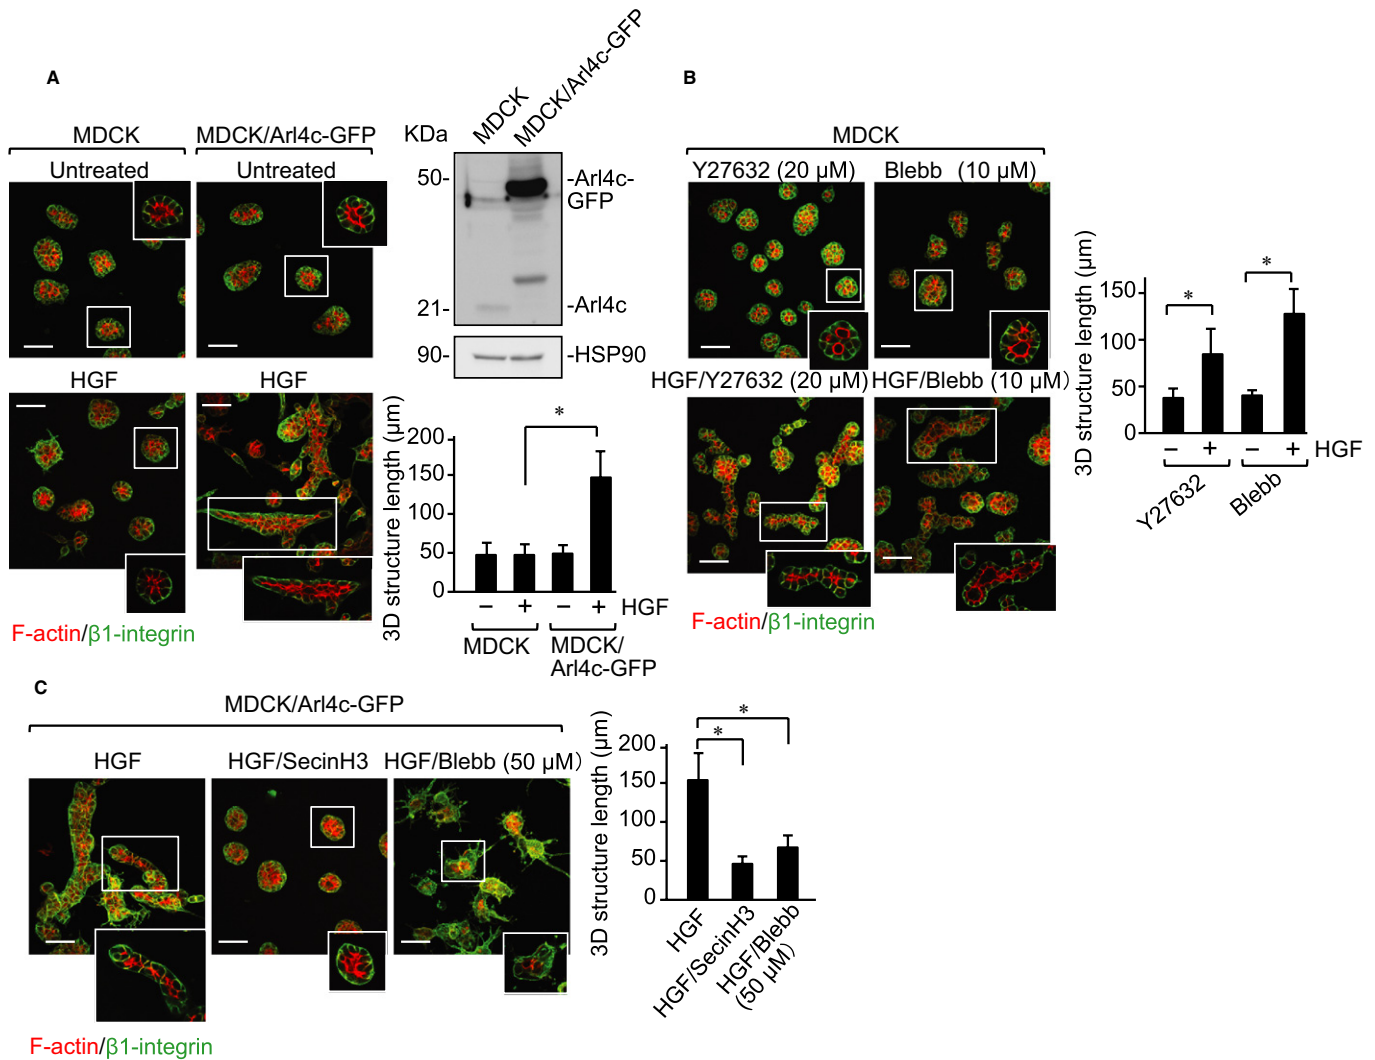 A
MDCK
MDCK/Arl4c-GFP
Untreated
Untreated
HGF
HGF
F-actin/β1-integrin
KDa
MDCK
MDCK/Arl4c-GFP
50-
-Arl4c-
GFP
21-
-Arl4c
90-
-HSP90
3D structure length (μm)
200
150
100
50
0
*
− + − + HGF
MDCK
MDCK/
Arl4c-GFP
B
MDCK
Y27632 (20 μM)
Blebb (10 μM)
HGF/Y27632 (20 μM)
HGF/Blebb (10 μM)
F-actin/β1-integrin
3D structure length (μm)
150
100
50
0
*
*
− + − + HGF
Y27632
Blebb
C
MDCK/Arl4c-GFP
HGF
HGF/SecinH3
HGF/Blebb (50 μM)
F-actin/β1-integrin
3D structure length (μm)
200
150
100
50
0
*
*
HGF
HGF/SecinH3
HGF/Blebb
(50 μM)